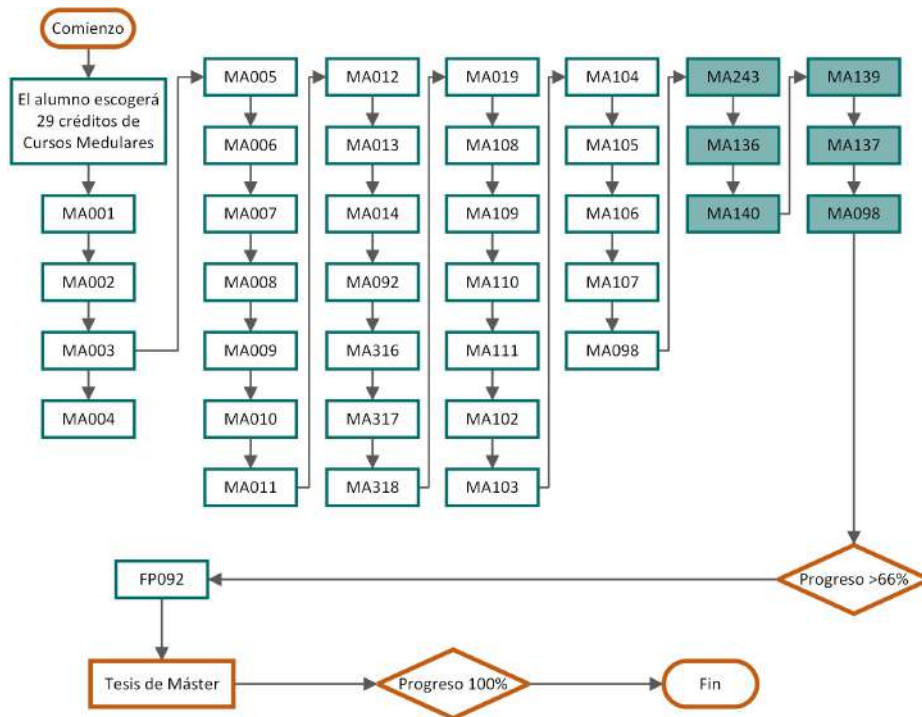 Comienzo
El alumno escogerá
29 créditos de
Cursos Medulares
MA001
MA002
MA003
MA004
MA005
MA006
MA007
MA008
MA009
MA010
MA011
MA012
MA013
MA014
MA092
MA316
MA317
MA318
MA019
MA108
MA109
MA110
MA111
MA102
MA103
MA104
MA105
MA106
MA107
MA098
MA243
MA136
MA140
MA139
MA137
MA098
Progreso >66%
FP092
Tesis de Máster
Progreso 100%
Fin